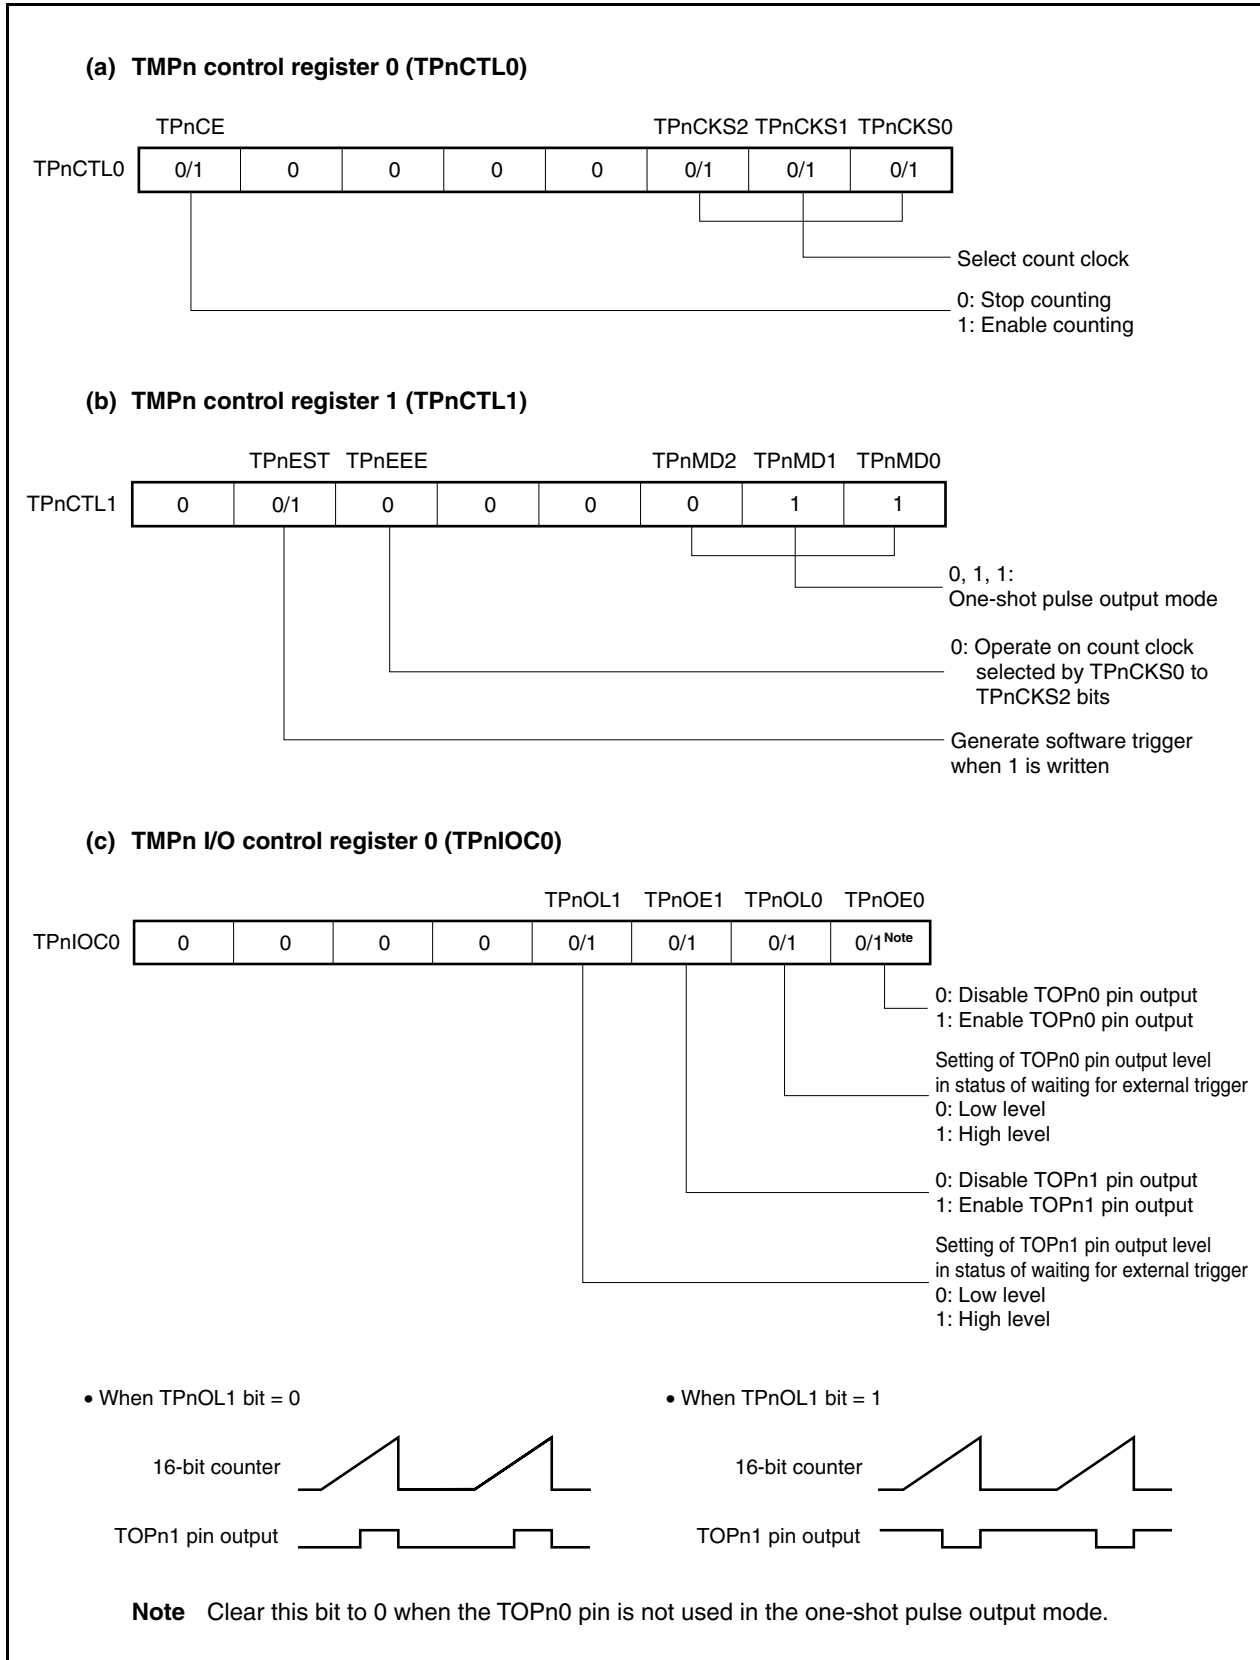 (a) TMPn control register 0 (TPnCTL0)
TPnCE TPnCKS2 TPnCKS1 TPnCKS0
TPnCTL0 0/1 0 0 0 0 0/1 0/1 0/1
Select count clock
0: Stop counting
1: Enable counting
(b) TMPn control register 1 (TPnCTL1)
TPnEST TPnEEE TPnMD2 TPnMD1 TPnMD0
TPnCTL1 0 0/1 0 0 0 0 1 1
0, 1, 1:
One-shot pulse output mode
0: Operate on count clock
selected by TPnCKS0 to
TPnCKS2 bits
Generate software trigger
when 1 is written
(c) TMPn I/O control register 0 (TPnIOC0)
TPnOL1 TPnOE1 TPnOL0 TPnOE0
TPnIOC0 0 0 0 0 0/1 0/1 0/1 0/1Note
0: Disable TOPn0 pin output
1: Enable TOPn0 pin output
Setting of TOPn0 pin output level
in status of waiting for external trigger
0: Low level
1: High level
0: Disable TOPn1 pin output
1: Enable TOPn1 pin output
Setting of TOPn1 pin output level
in status of waiting for external trigger
0: Low level
1: High level
• When TPnOL1 bit = 0
16-bit counter
TOPn1 pin output
• When TPnOL1 bit = 1
16-bit counter
TOPn1 pin output
Note Clear this bit to 0 when the TOPn0 pin is not used in the one-shot pulse output mode.